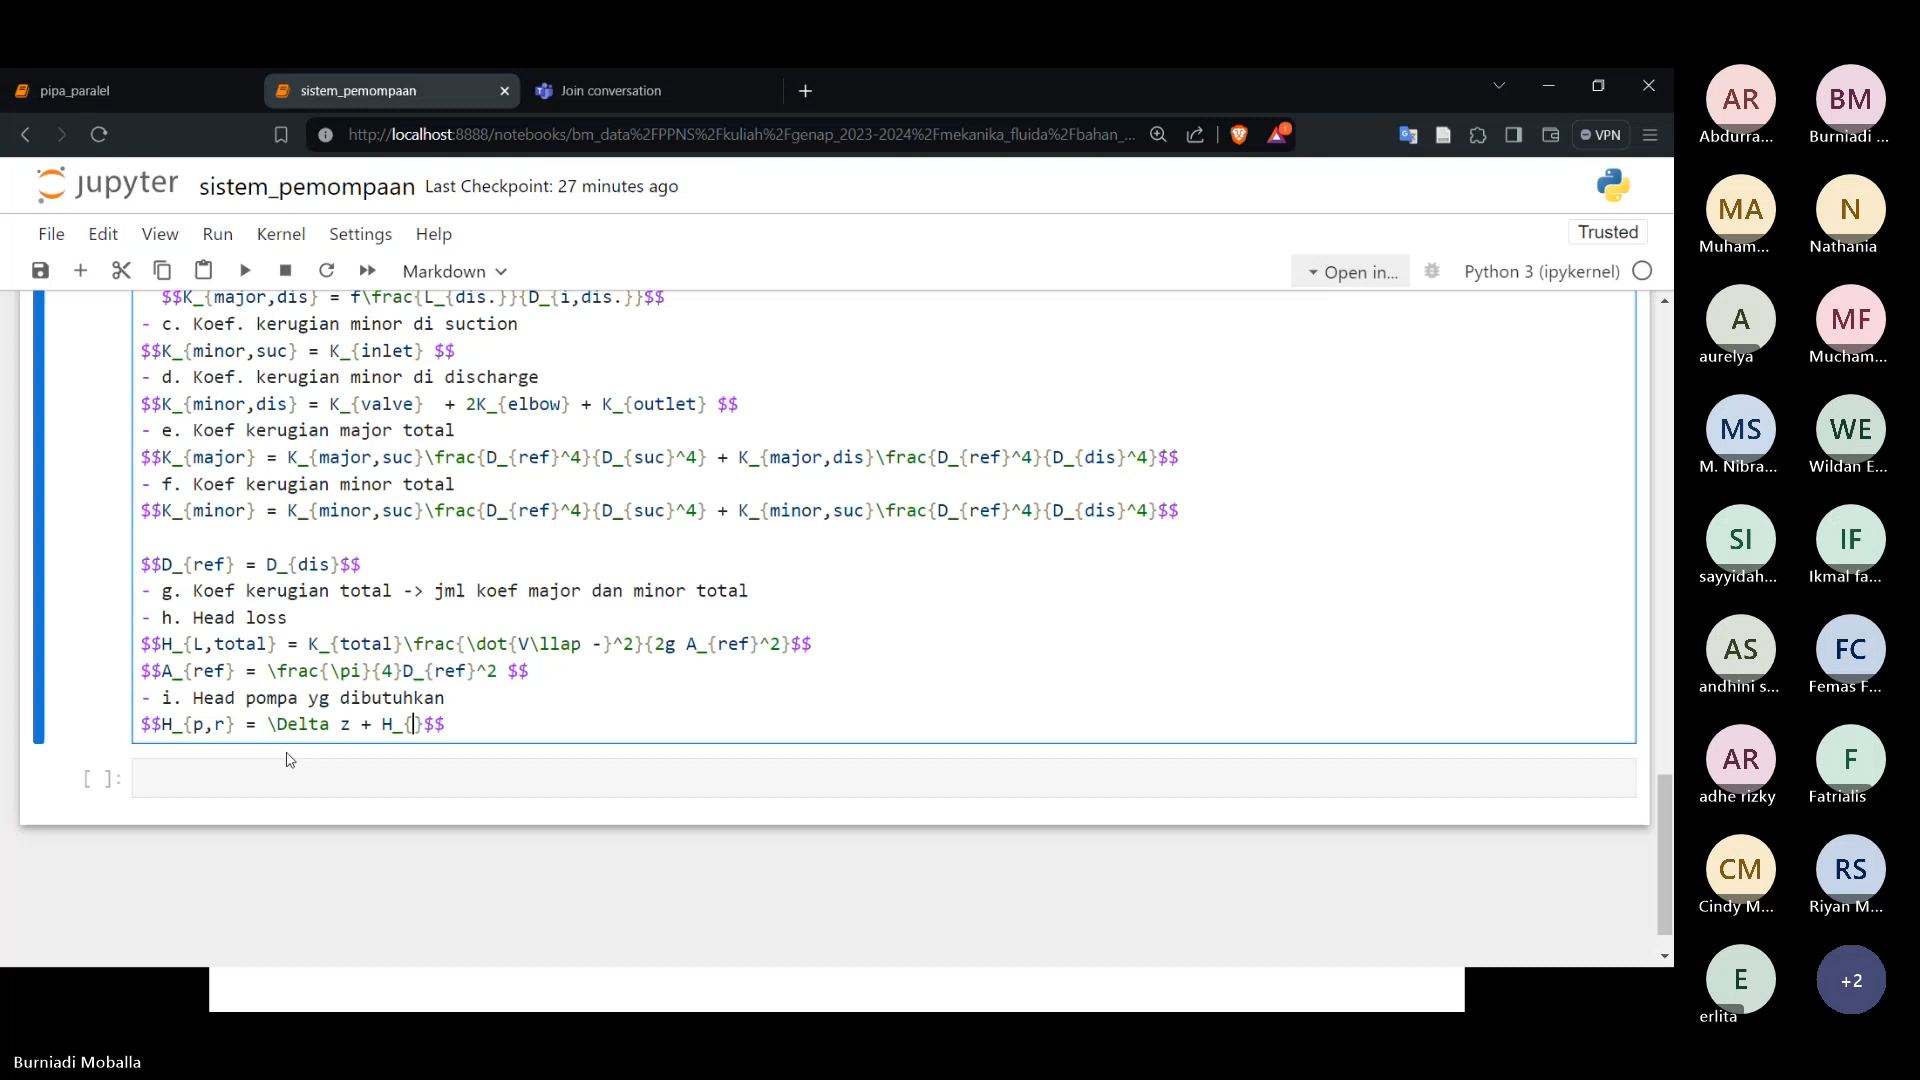 pipa_paralel
sistem_pemompaan
Join conversation
http://localhost:8888/notebooks/bm_data%2FPPNS%2Fkuliah%2Fgenap_2023-2024%2Fmekanika_fluida%2Fbahan_...
VPN
jupyter
sistem_pemompaan
Last Checkpoint: 27 minutes ago
File Edit View Run Kernel Settings Help
Trusted
Markdown
Open in...
Python 3 (ipykernel)
$$K_{major,dis} = f\frac{L_{dis.}}{D_{i,dis.}}$$
- c. Koef. kerugian minor di suction
$$K_{minor,suc} = K_{inlet} $$
- d. Koef. kerugian minor di discharge
$$K_{minor,dis} = K_{valve}  + 2K_{elbow} + K_{outlet} $$
- e. Koef kerugian major total
$$K_{major} = K_{major,suc}\frac{D_{ref}^4}{D_{suc}^4} + K_{major,dis}\frac{D_{ref}^4}{D_{dis}^4}$$
- f. Koef kerugian minor total
$$K_{minor} = K_{minor,suc}\frac{D_{ref}^4}{D_{suc}^4} + K_{minor,suc}\frac{D_{ref}^4}{D_{dis}^4}$$
$$D_{ref} = D_{dis}$$
- g. Koef kerugian total -> jml koef major dan minor total
- h. Head loss
$$H_{L,total} = K_{total}\frac{\dot{V\llap -}^2}{2g A_{ref}^2}$$
$$A_{ref} = \frac{\pi}{4}D_{ref}^2 $$
- i. Head pompa yg dibutuhkan
$$H_{p,r} = \Delta z + H_{}$$
[ ]:
AR
Abdurra...
BM
Burniadi ...
MA
Muham...
N
Nathania
A
aurelya
MF
Mucham...
MS
M. Nibra...
WE
Wildan E...
SI
sayyidah...
IF
Ikmal fa...
AS
andhini s...
FC
Femas F...
AR
adhe rizky
F
Fatrialis
CM
Cindy M...
RS
Riyan M...
E
erlita
+2
Burniadi Moballa